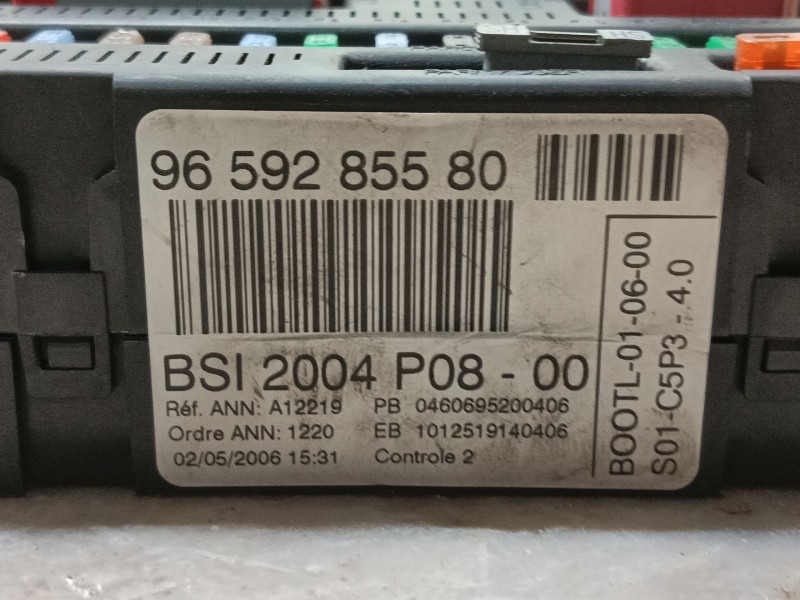 HS
96 592 855 80
BSI 2004 P08 - 00
Réf. ANN: A12219 PB 0460695200406
Ordre ANN: 1220 EB 1012519140406
02/05/2006 15:31 Controle 2
BOOTL-01-06-00
S01-C5P3 - 4.0